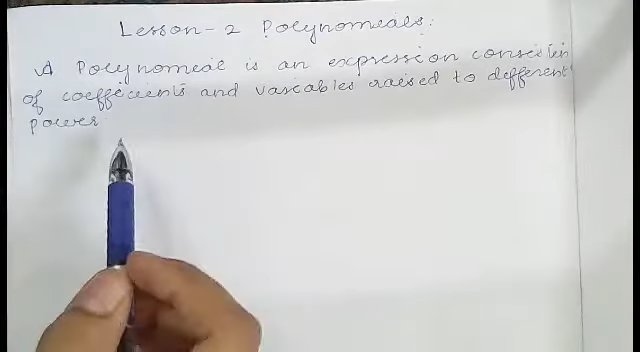 Lesson - 2 Polynomials:
A Polynomial is an expression consistin
of coefficients and variables raised to different
power